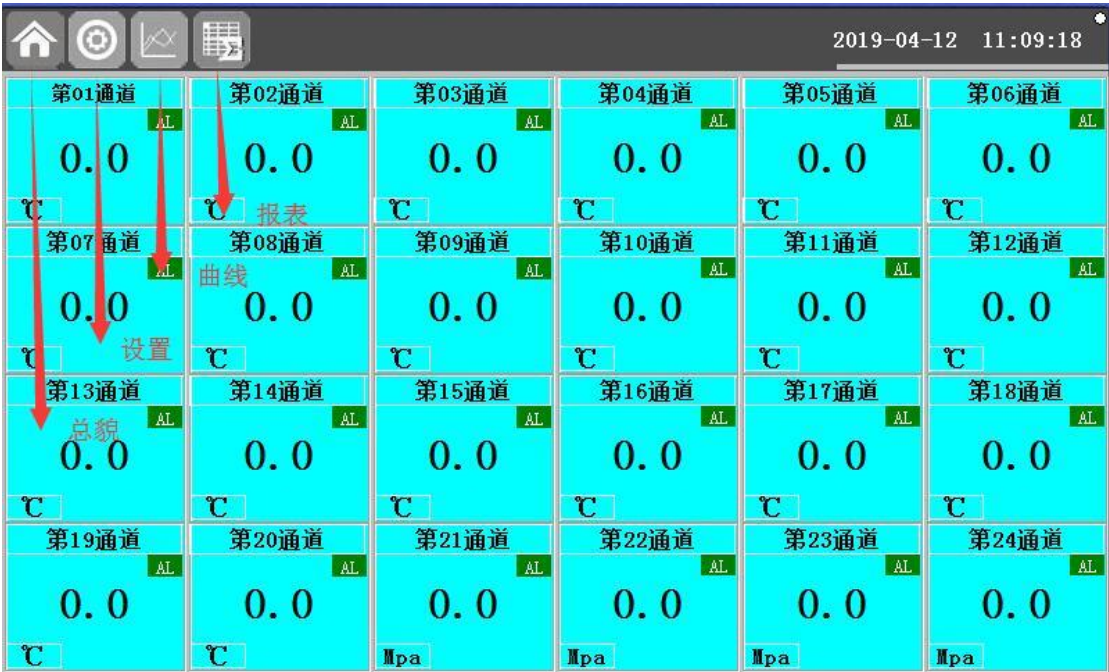 2019-04-12 11:09:18
第01通道 第02通道 第03通道 第04通道 第05通道 第06通道
AL AL AL AL AL AL
0.0 0.0 0.0 0.0 0.0 0.0
℃ ℃ 报表 ℃ ℃ ℃ ℃
第07通道 第08通道 第09通道 第10通道 第11通道 第12通道
AL 曲线 AL AL AL AL AL
0.0 0.0 0.0 0.0 0.0 0.0
℃ 设置 ℃ ℃ ℃ ℃ ℃
第13通道 第14通道 第15通道 第16通道 第17通道 第18通道
总貌 AL AL AL AL AL AL
0.0 0.0 0.0 0.0 0.0 0.0
℃ ℃ ℃ ℃ ℃ ℃
第19通道 第20通道 第21通道 第22通道 第23通道 第24通道
AL AL AL AL AL AL
0.0 0.0 0.0 0.0 0.0 0.0
℃ ℃ Mpa Mpa Mpa Mpa